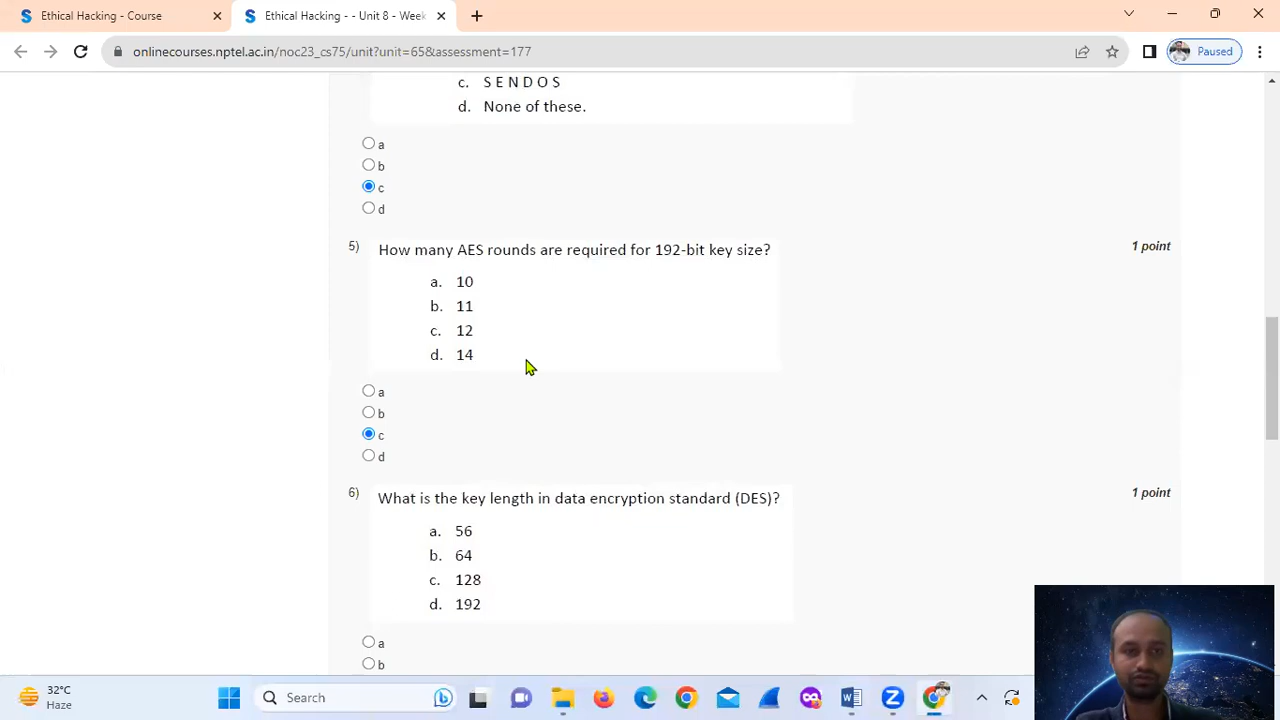 Ethical Hacking - Course
Ethical Hacking - - Unit 8 - Week
onlinecourses.nptel.ac.in/noc23_cs75/unit?unit=65&assessment=177
Paused
c. S E N D O S
d. None of these.
a
b
c
d
5) How many AES rounds are required for 192-bit key size? 1 point
a. 10
b. 11
c. 12
d. 14
a
b
c
d
6) What is the key length in data encryption standard (DES)? 1 point
a. 56
b. 64
c. 128
d. 192
a
b
32°C
Haze
Search